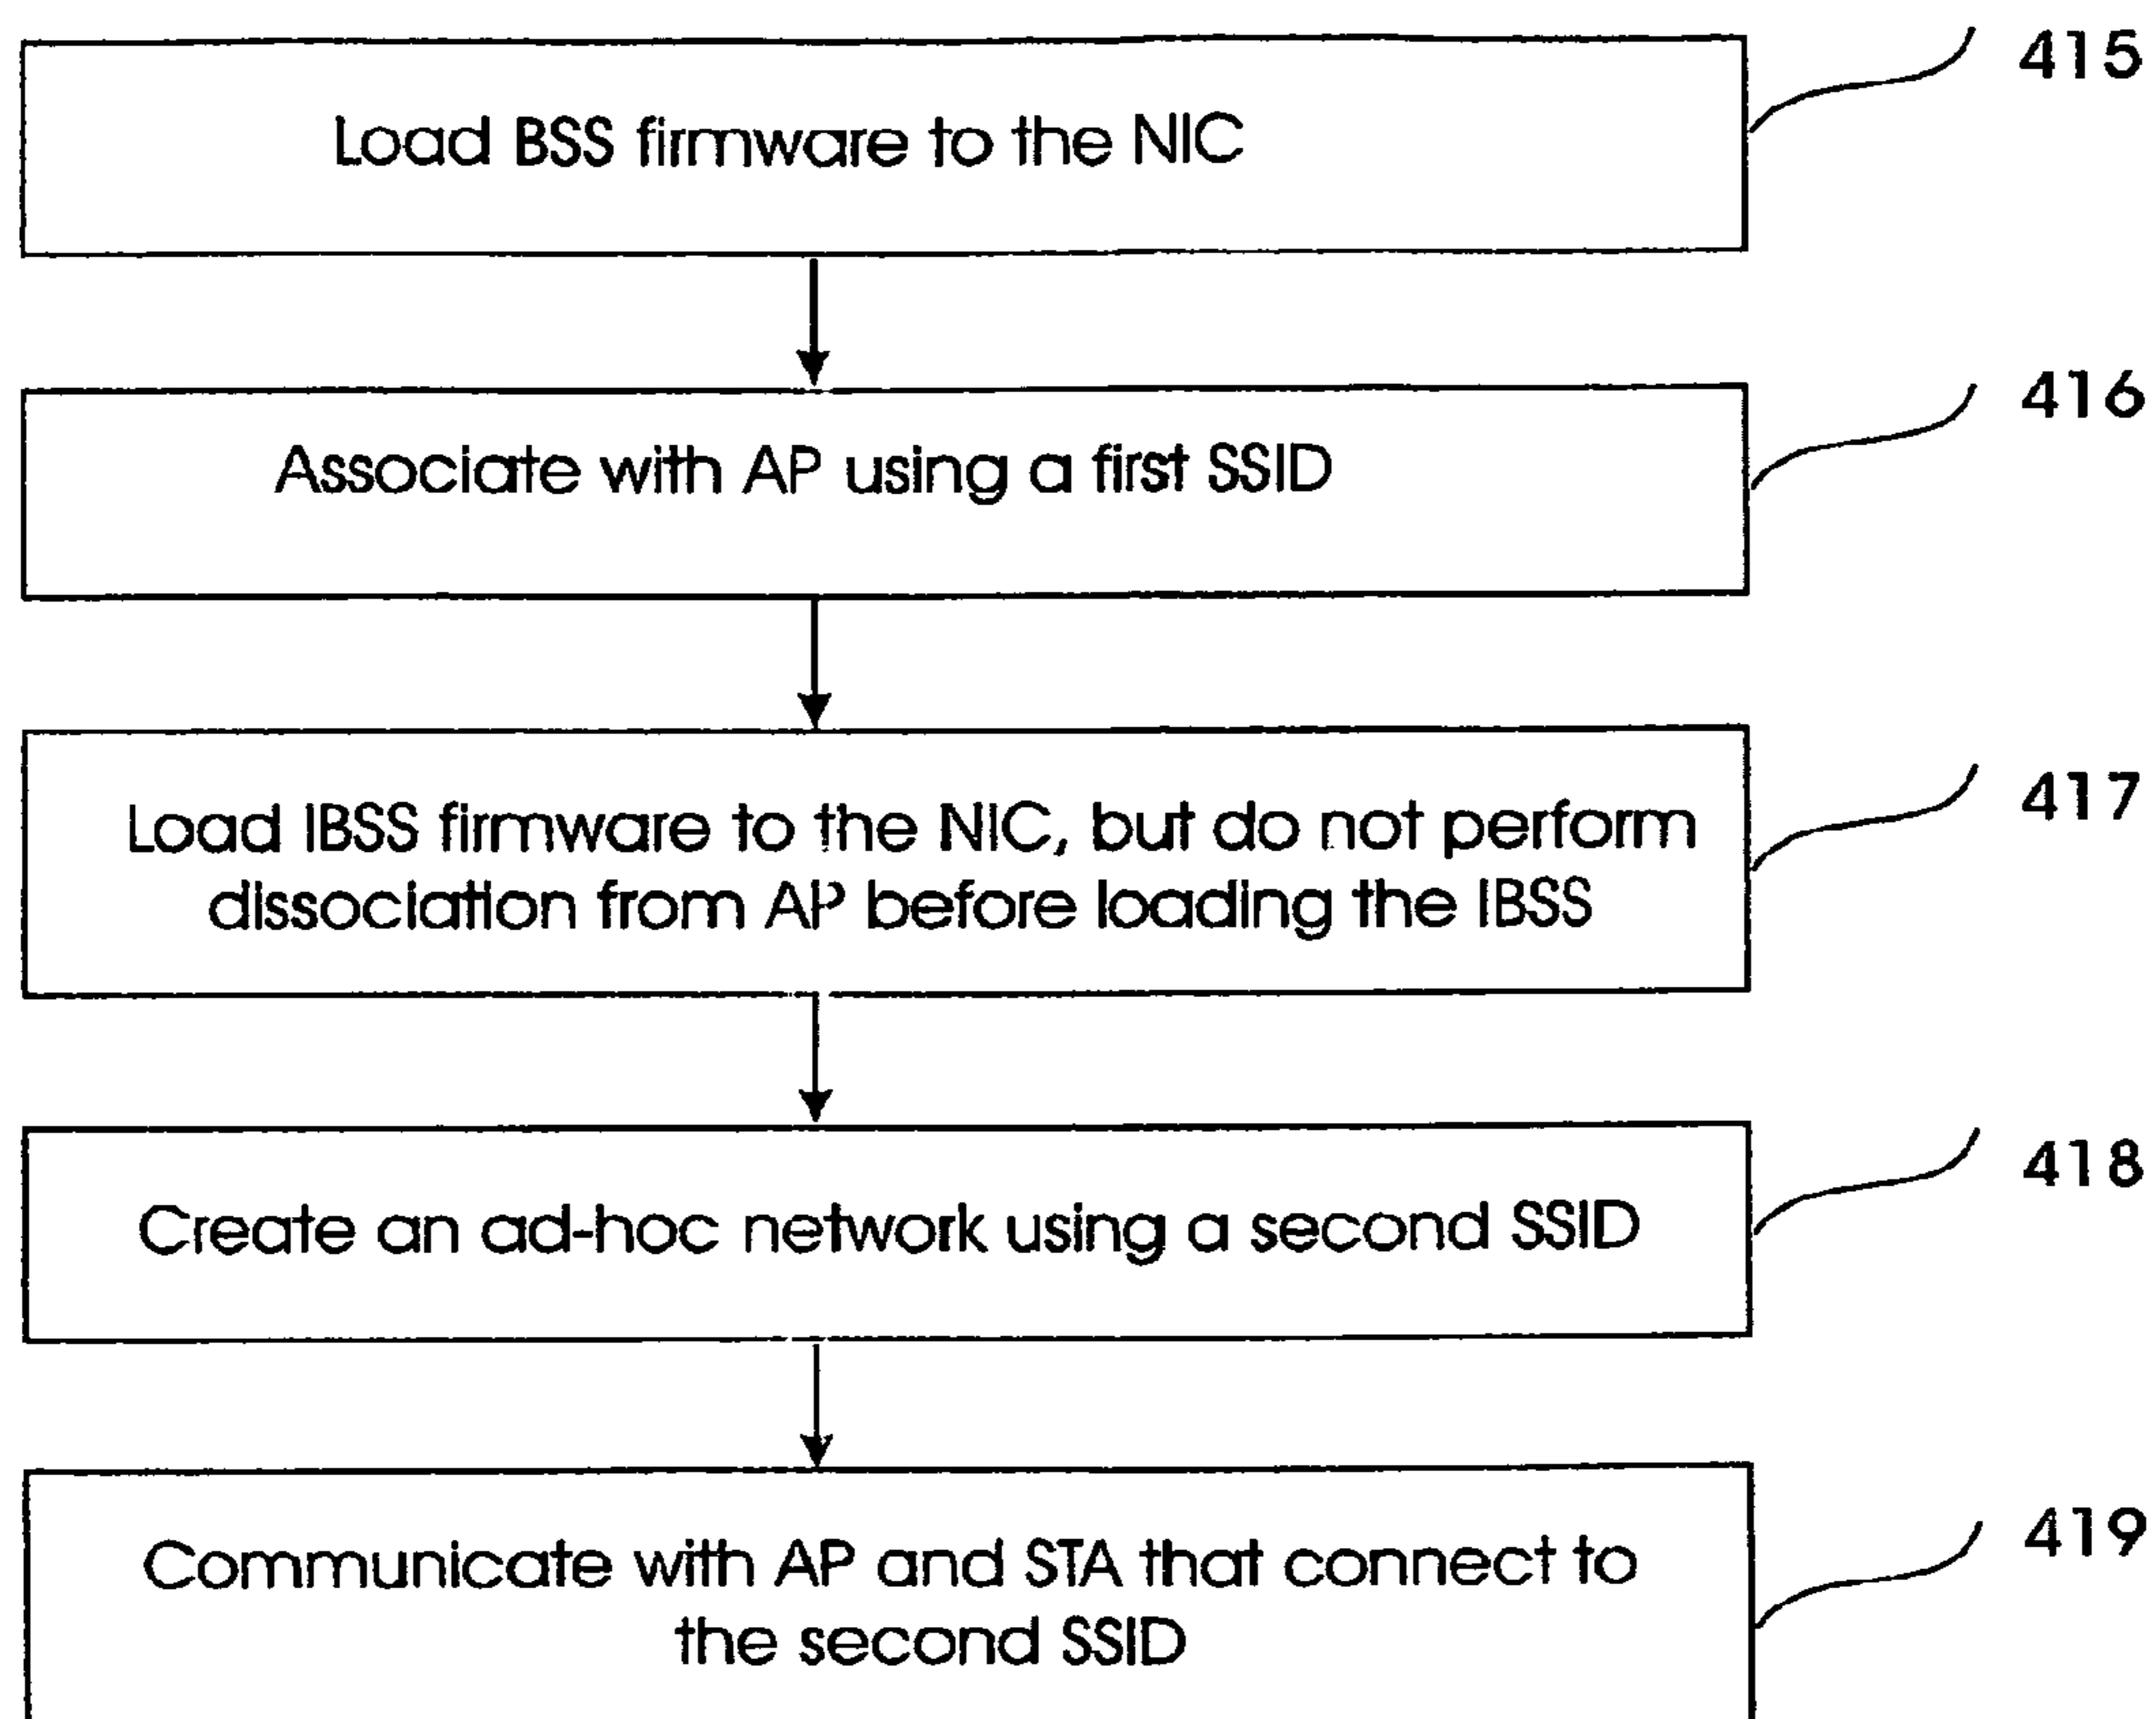 Load BSS firmware to the NIC
415
Associate with AP using a first SSID
416
Load IBSS firmware to the NIC, but do not perform
dissociation from AP before loading the IBSS
417
Create an ad-hoc network using a second SSID
418
Communicate with AP and STA that connect to
the second SSID
419